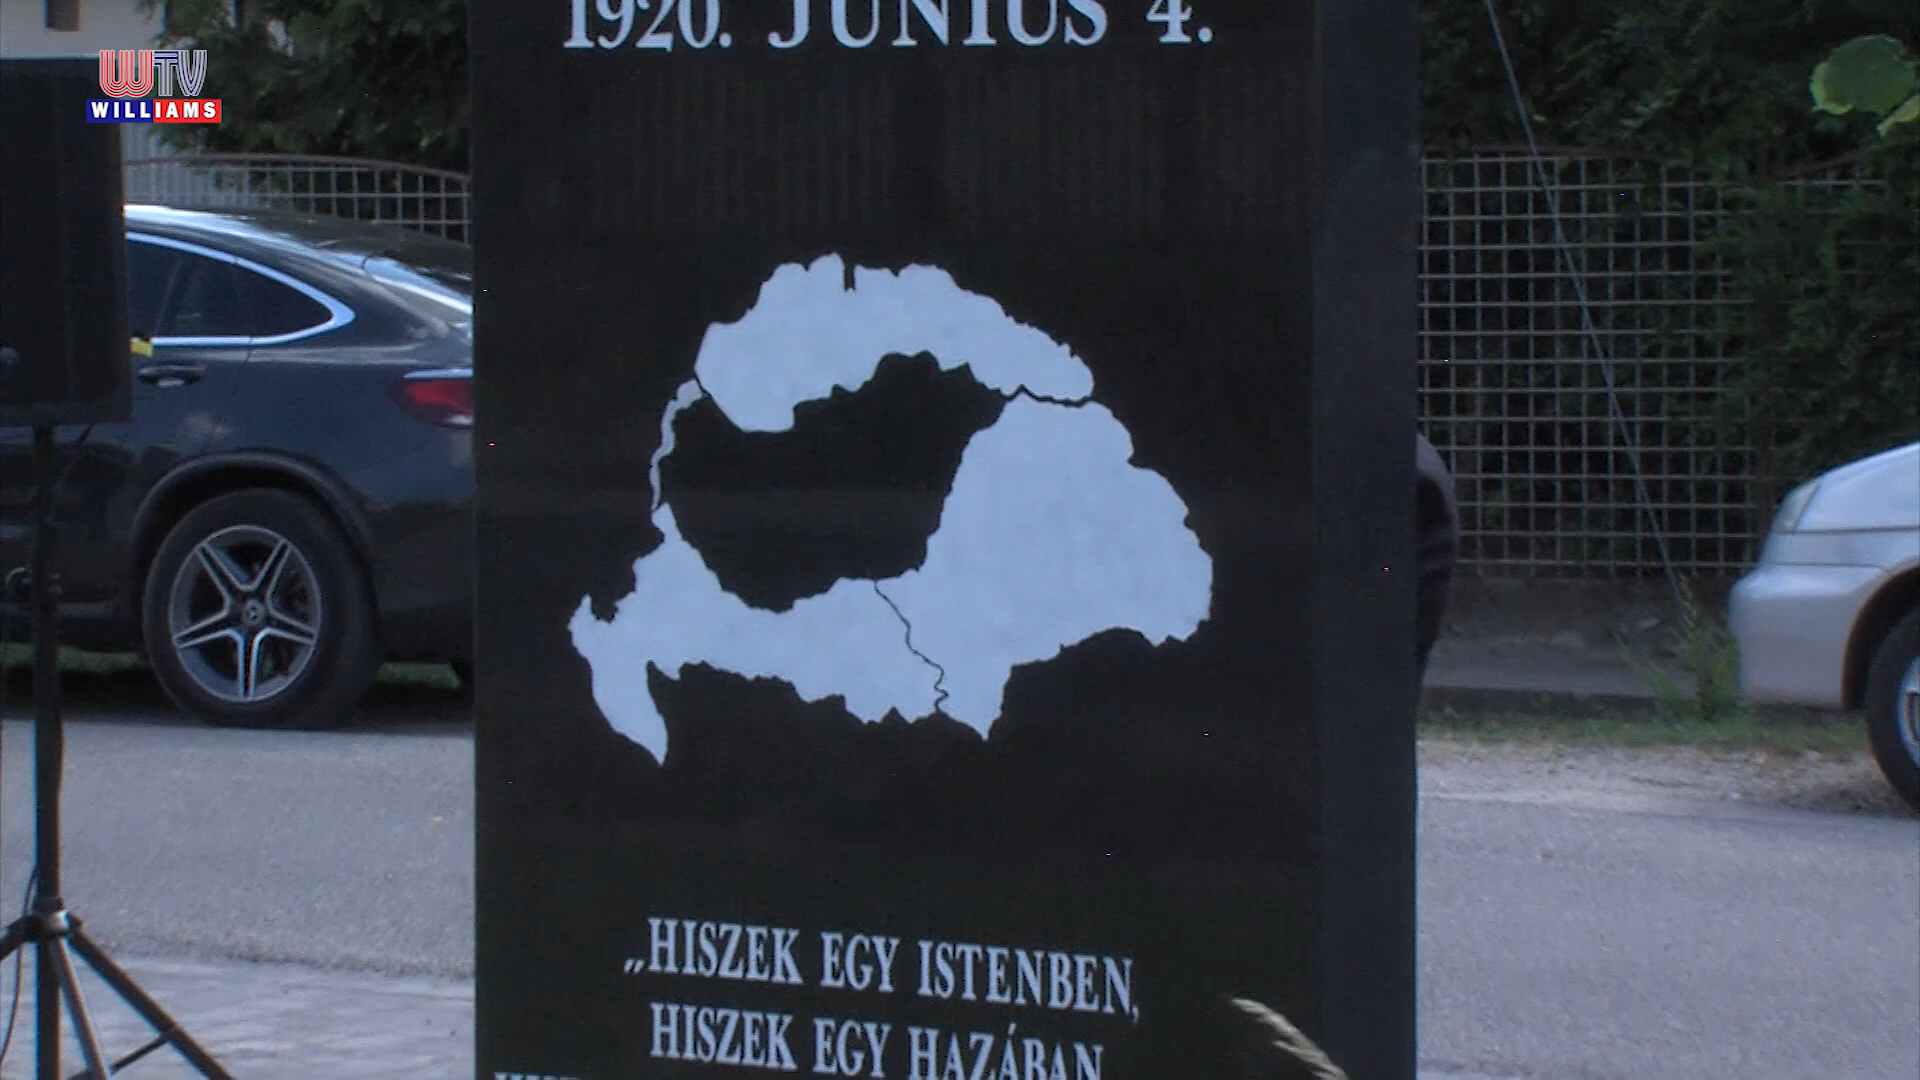 1920. JÚNIUS 4.
WTV
WILLIAMS
„HISZEK EGY ISTENBEN,
HISZEK EGY HAZÁBAN